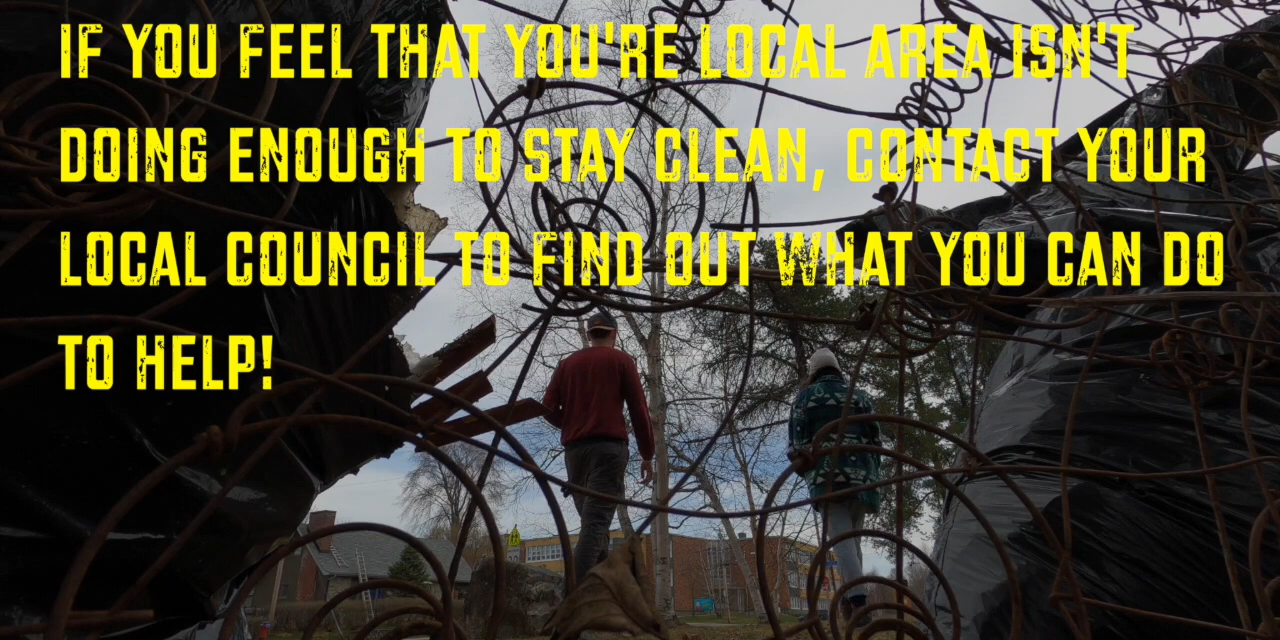 IF YOU FEEL THAT YOU'RE LOCAL AREA ISN'T
DOING ENOUGH TO STAY CLEAN, CONTACT YOUR
LOCAL COUNCIL TO FIND OUT WHAT YOU CAN DO
TO HELP!